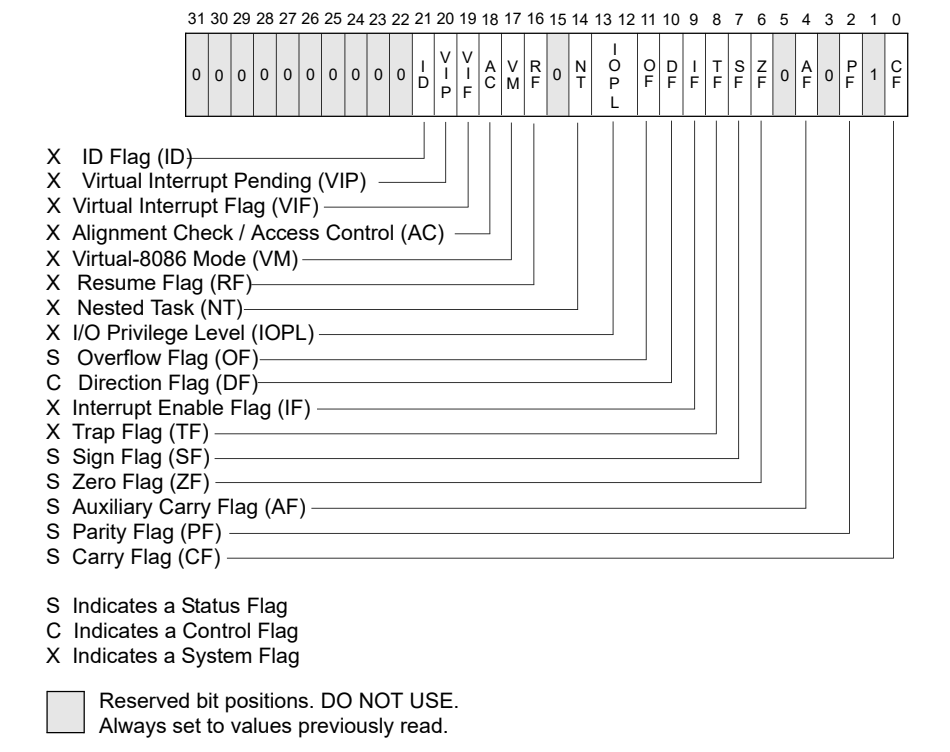 31 30 29 28 27 26 25 24 23 22 21 20 19 18 17 16 15 14 13 12 11 10 9 8 7 6 5 4 3 2 1 0
0 0 0 0 0 0 0 0 0 0 ID VIP VIF AC VM RF 0 NT IOPL OF DF IF TF SF ZF 0 AF 0 PF 1 CF
X ID Flag (ID)
X Virtual Interrupt Pending (VIP)
X Virtual Interrupt Flag (VIF)
X Alignment Check / Access Control (AC)
X Virtual-8086 Mode (VM)
X Resume Flag (RF)
X Nested Task (NT)
X I/O Privilege Level (IOPL)
S Overflow Flag (OF)
C Direction Flag (DF)
X Interrupt Enable Flag (IF)
X Trap Flag (TF)
S Sign Flag (SF)
S Zero Flag (ZF)
S Auxiliary Carry Flag (AF)
S Parity Flag (PF)
S Carry Flag (CF)
S Indicates a Status Flag
C Indicates a Control Flag
X Indicates a System Flag
Reserved bit positions. DO NOT USE.
Always set to values previously read.